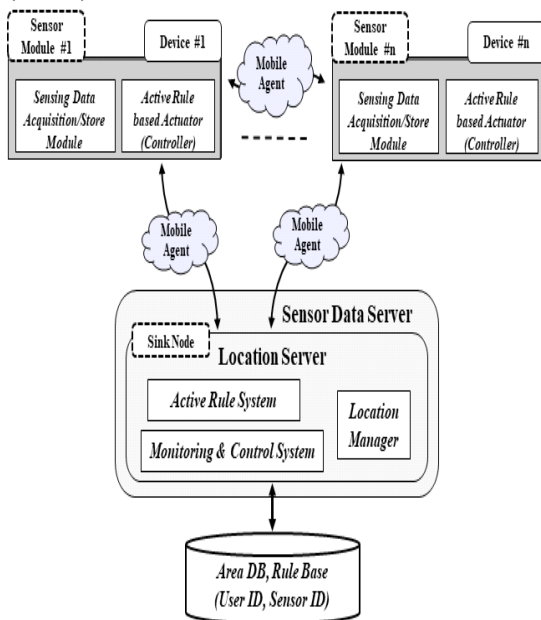 Sensor
Module #1
Device #1
Sensing Data
Acquisition/Store
Module
Active Rule
based Actuator
(Controller)
Mobile
Agent
Sensor
Module #n
Device #n
Sensing Data
Acquisition/Store
Module
Active Rule
based Actuator
(Controller)
Mobile
Agent
Mobile
Agent
Sensor Data Server
Sink Node
Location Server
Active Rule System
Monitoring & Control System
Location
Manager
Area DB, Rule Base
(User ID, Sensor ID)